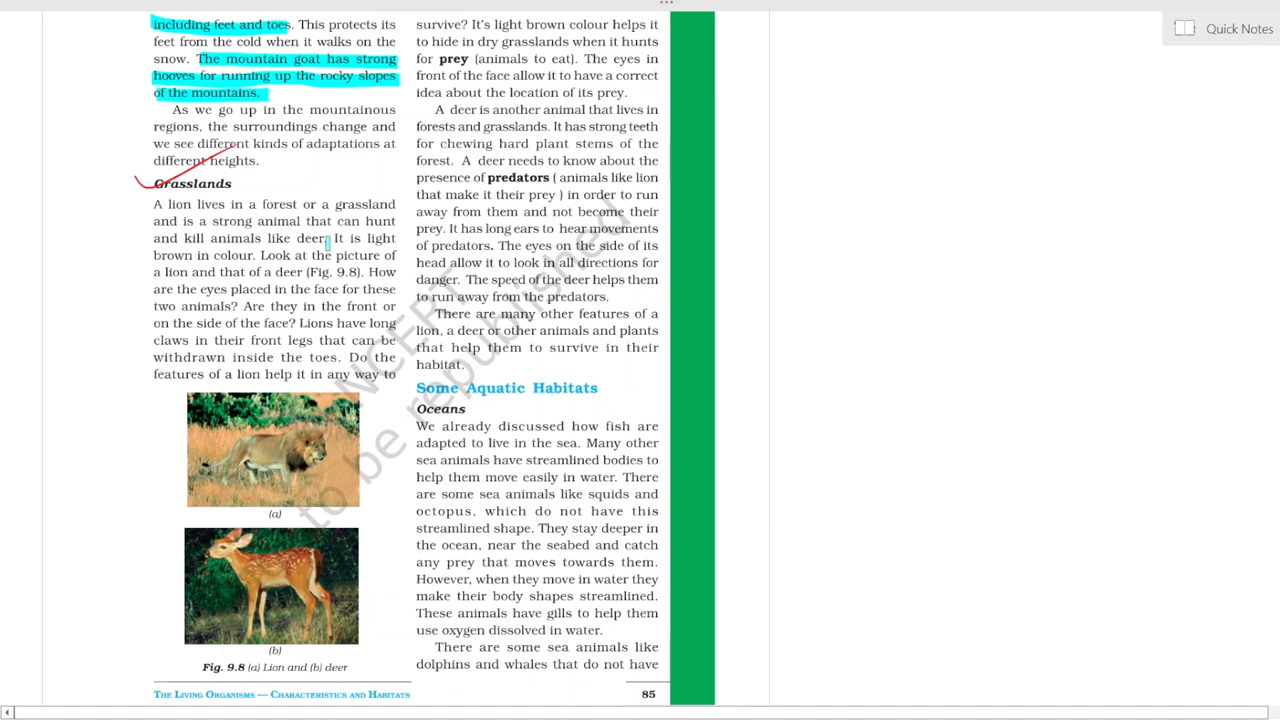 Quick Notes
including feet and toes. This protects its
feet from the cold when it walks on the
snow. The mountain goat has strong
hooves for running up the rocky slopes
of the mountains.
As we go up in the mountainous
regions, the surroundings change and
we see different kinds of adaptations at
different heights.
Grasslands
A lion lives in a forest or a grassland
and is a strong animal that can hunt
and kill animals like deer. It is light
brown in colour. Look at the picture of
a lion and that of a deer (Fig. 9.8). How
are the eyes placed in the face for these
two animals? Are they in the front or
on the side of the face? Lions have long
claws in their front legs that can be
withdrawn inside the toes. Do the
features of a lion help it in any way to
(a)
(b)
Fig. 9.8 (a) Lion and (b) deer
survive? It's light brown colour helps it
to hide in dry grasslands when it hunts
for prey (animals to eat). The eyes in
front of the face allow it to have a correct
idea about the location of its prey.
A deer is another animal that lives in
forests and grasslands. It has strong teeth
for chewing hard plant stems of the
forest. A deer needs to know about the
presence of predators ( animals like lion
that make it their prey ) in order to run
away from them and not become their
prey. It has long ears to hear movements
of predators. The eyes on the side of its
head allow it to look in all directions for
danger. The speed of the deer helps them
to run away from the predators.
There are many other features of a
lion, a deer or other animals and plants
that help them to survive in their
habitat.
Some Aquatic Habitats
Oceans
We already discussed how fish are
adapted to live in the sea. Many other
sea animals have streamlined bodies to
help them move easily in water. There
are some sea animals like squids and
octopus, which do not have this
streamlined shape. They stay deeper in
the ocean, near the seabed and catch
any prey that moves towards them.
However, when they move in water they
make their body shapes streamlined.
These animals have gills to help them
use oxygen dissolved in water.
There are some sea animals like
dolphins and whales that do not have
The Living Organisms — Characteristics and Habitats
85
NCERT
to be republished